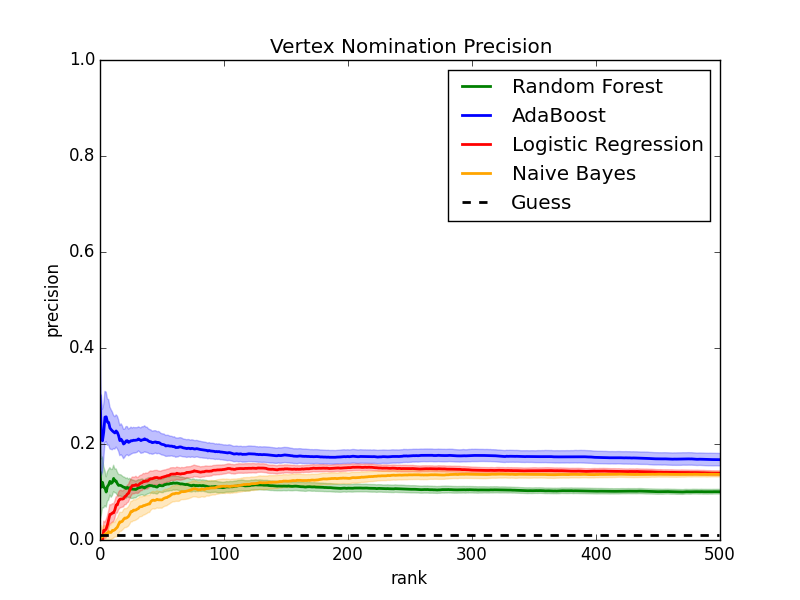 Vertex Nomination Precision
1.0
0.8
0.6
0.4
0.2
0.0
precision
Random Forest
AdaBoost
Logistic Regression
Naive Bayes
Guess
0 100 200 300 400 500
rank